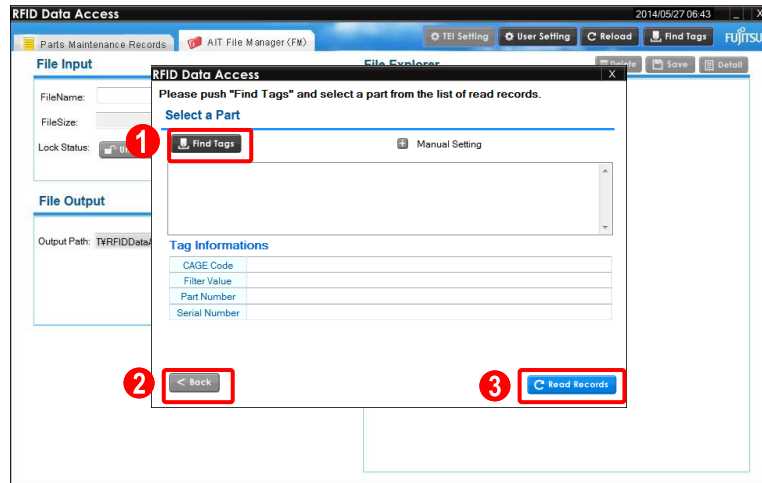 RFID Data Access
2014/05/27 06:43 _ X
Parts Maintenance Records
AIT File Manager(FM)
TEI Setting
User Setting
Reload
Find Tags
FUJITSU
File Input
File Explorer
Delete
Save
Detail
FileName:
FileSize:
Lock Status:
File Output
Output Path:
RFID Data Access X
Please push "Find Tags" and select a part from the list of read records.
Select a Part
1
Find Tags
Manual Setting
Tag Informations
CAGE Code
Filter Value
Part Number
Serial Number
2
< Back
3
Read Records